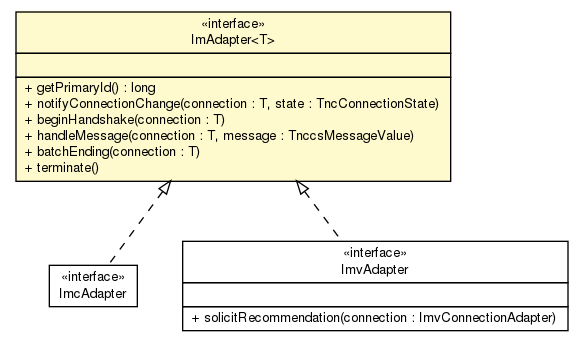 «interface»
ImAdapter<T>
+ getPrimaryId() : long
+ notifyConnectionChange(connection : T, state : TncConnectionState)
+ beginHandshake(connection : T)
+ handleMessage(connection : T, message : TnccsMessageValue)
+ batchEnding(connection : T)
+ terminate()
«interface»
ImcAdapter
«interface»
ImvAdapter
+ solicitRecommendation(connection : ImvConnectionAdapter)